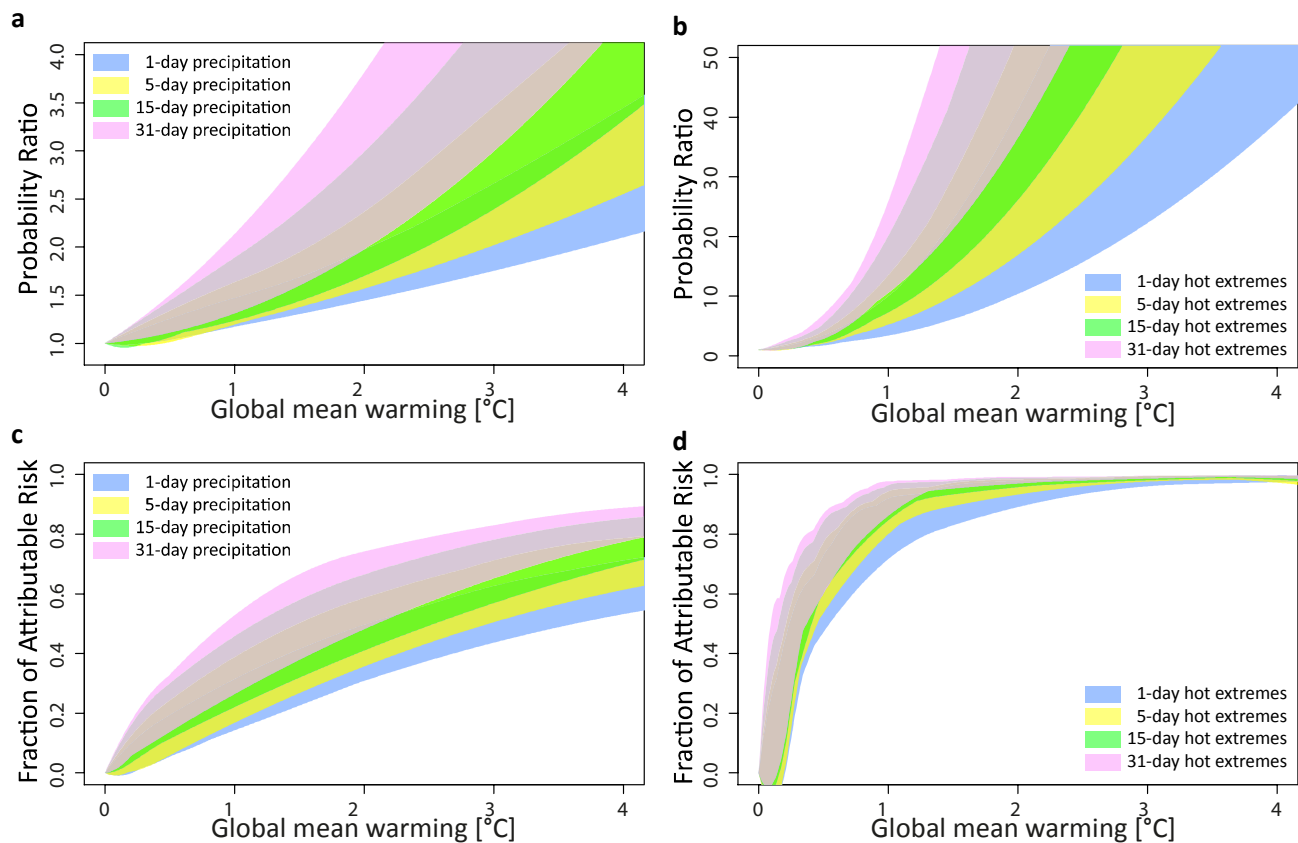 a
Probability Ratio
4.0
3.5
3.0
2.5
2.0
1.5
1.0
1-day precipitation
5-day precipitation
15-day precipitation
31-day precipitation
0 1 2 3 4
Global mean warming [°C]
b
Probability Ratio
50
40
30
20
10
0
1-day hot extremes
5-day hot extremes
15-day hot extremes
31-day hot extremes
0 1 2 3 4
Global mean warming [°C]
c
Fraction of Attributable Risk
1.0
0.8
0.6
0.4
0.2
0.0
1-day precipitation
5-day precipitation
15-day precipitation
31-day precipitation
0 1 2 3 4
Global mean warming [°C]
d
Fraction of Attributable Risk
1.0
0.8
0.6
0.4
0.2
0.0
1-day hot extremes
5-day hot extremes
15-day hot extremes
31-day hot extremes
0 1 2 3 4
Global mean warming [°C]